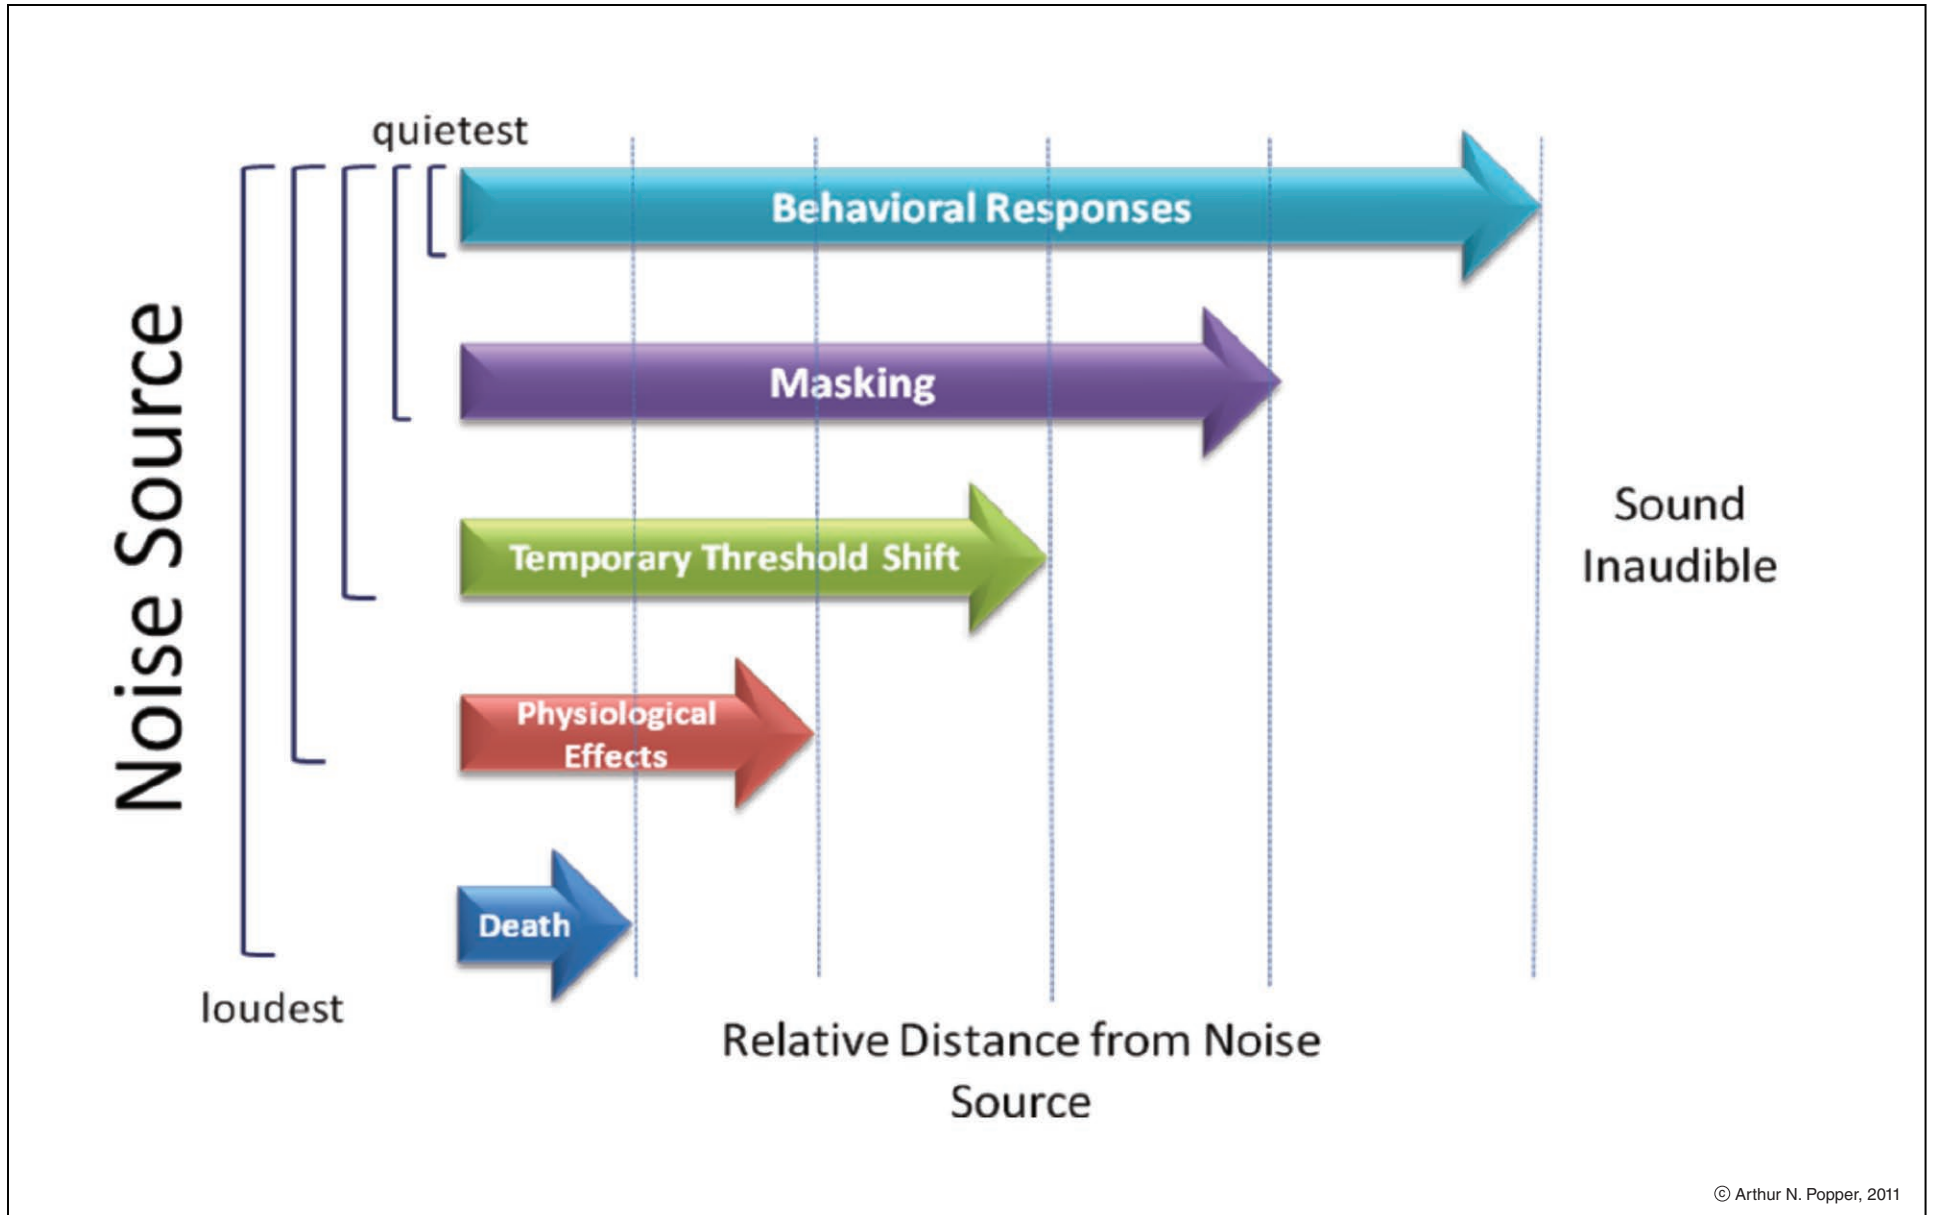 quietest
Behavioral Responses
Masking
Temporary Threshold Shift
Physiological
Effects
Death
Noise Source
loudest
Sound
Inaudible
Relative Distance from Noise
Source
© Arthur N. Popper, 2011